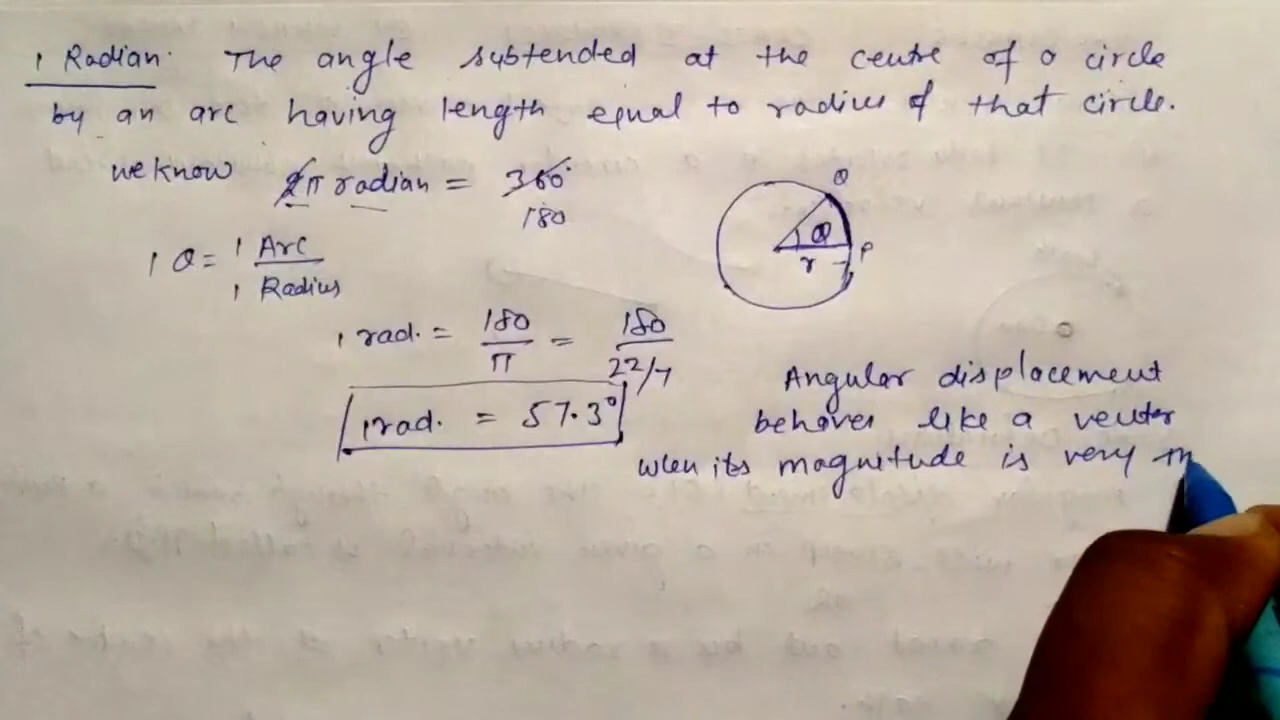 1 Radian. The angle subtended at the centre of a circle
by an arc having length equal to radius of that circle.
we know 2π radian = 360°
180
1 θ = 1 Arc / 1 Radius
1 rad. = 180/π = 180/22/7
1 rad. = 57.3°
Q
θ
r
P
Angular displacement
behaves like a vector
when its magnitude is very